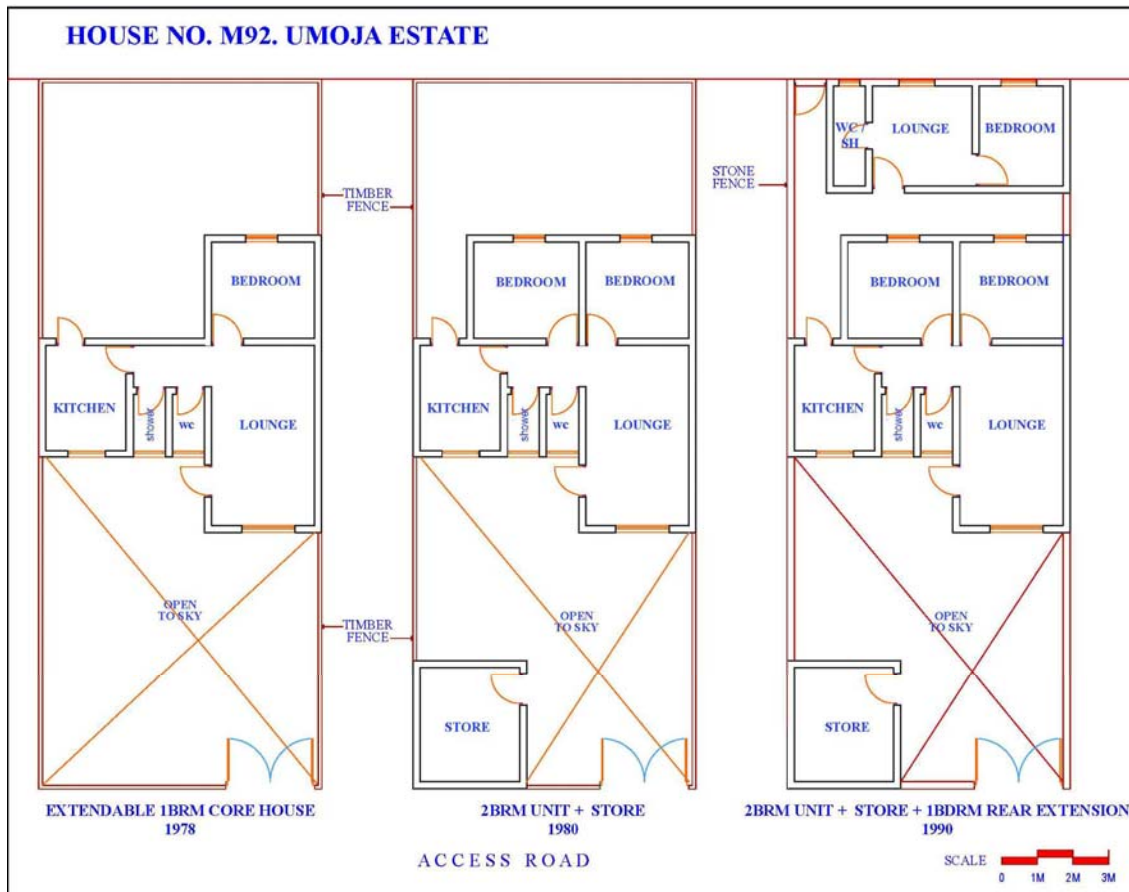 HOUSE NO. M92. UMOJA ESTATE
BEDROOM
KITCHEN
shower
wc
LOUNGE
OPEN
TO SKY
EXTENDABLE 1BRM CORE HOUSE
1978
TIMBER
FENCE
TIMBER
FENCE
BEDROOM
BEDROOM
KITCHEN
shower
wc
LOUNGE
OPEN
TO SKY
STORE
2BRM UNIT + STORE
1980
STONE
FENCE
WC /
SH
LOUNGE
BEDROOM
BEDROOM
BEDROOM
KITCHEN
shower
wc
LOUNGE
OPEN
TO SKY
STORE
2BRM UNIT + STORE + 1BDRM REAR EXTENSION
1990
ACCESS ROAD
SCALE
0 1M 2M 3M